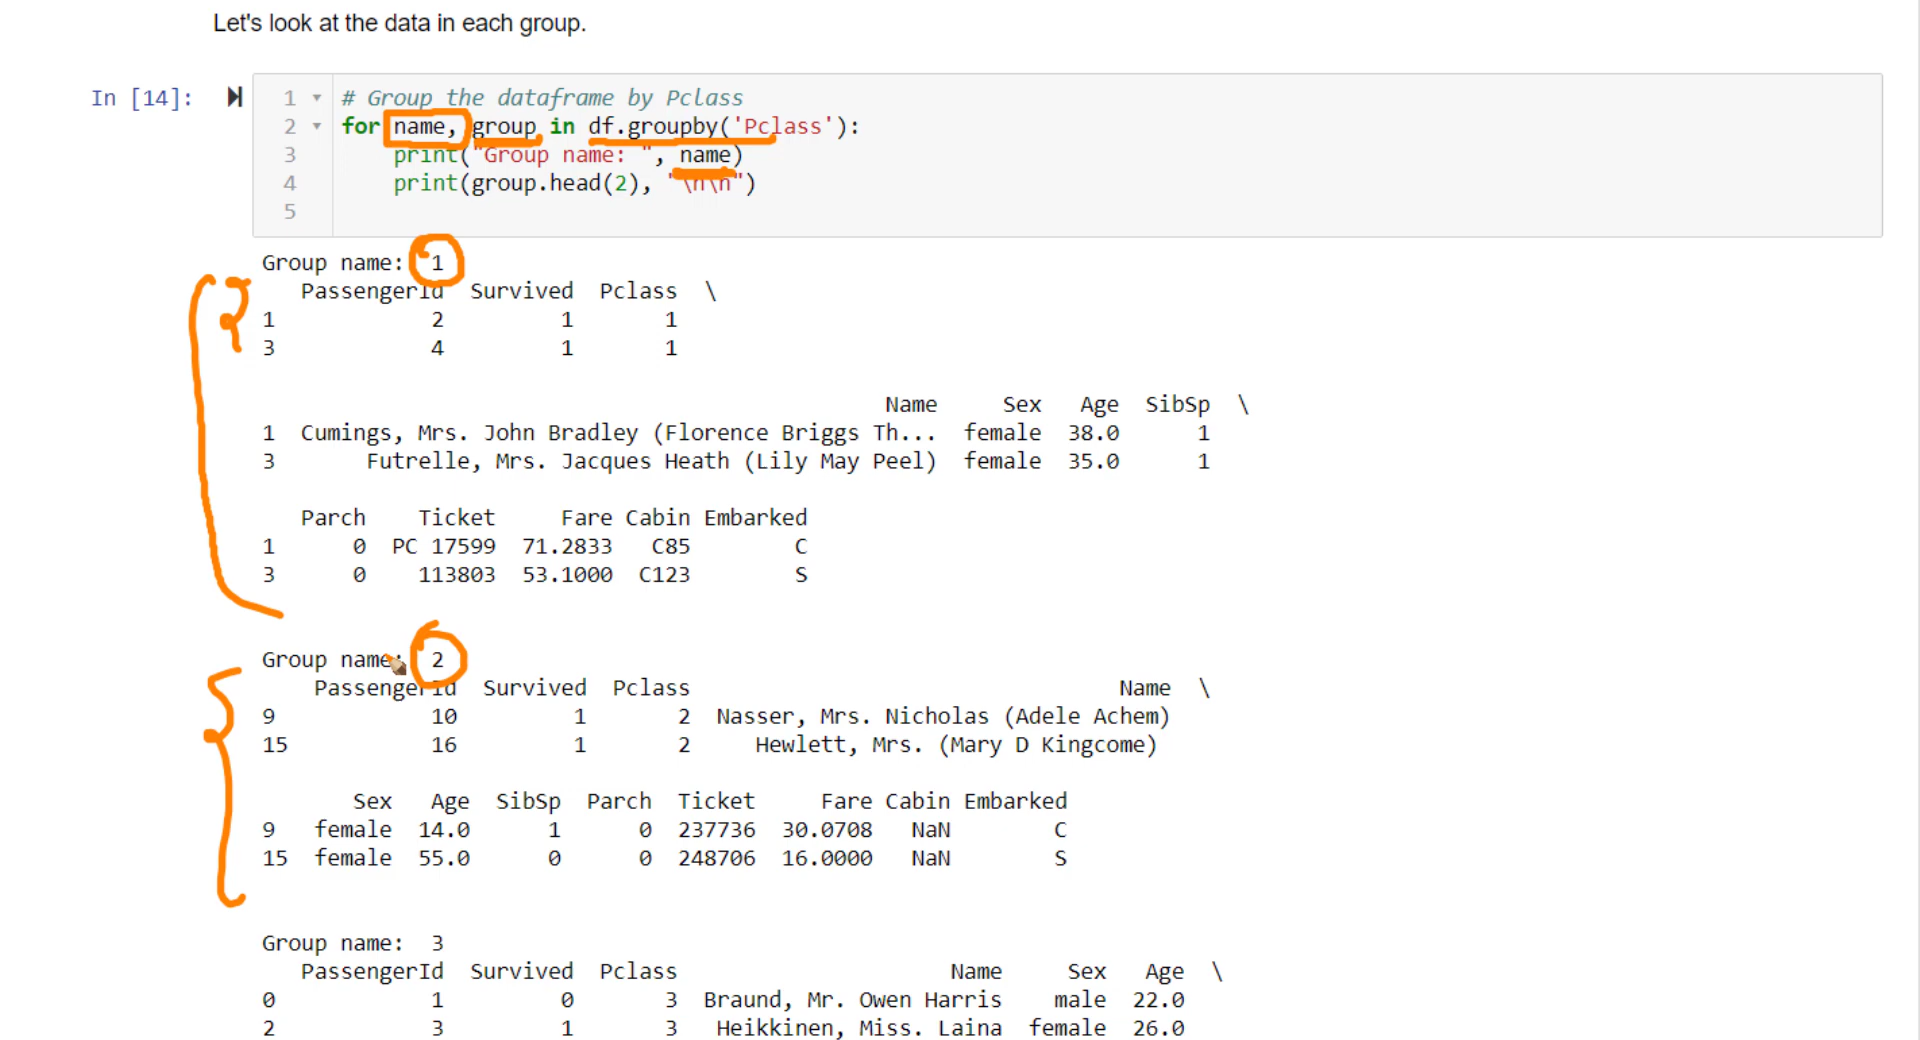 Let's look at the data in each group.
In [14]:
1 # Group the dataframe by Pclass
2 for name, group in df.groupby('Pclass'):
3 print("Group name: ", name)
4 print(group.head(2), "\n\n")
5
Group name: 1
PassengerId Survived Pclass \
1 2 1 1
3 4 1 1
Name Sex Age SibSp \
1 Cumings, Mrs. John Bradley (Florence Briggs Th... female 38.0 1
3 Futrelle, Mrs. Jacques Heath (Lily May Peel) female 35.0 1
Parch Ticket Fare Cabin Embarked
1 0 PC 17599 71.2833 C85 C
3 0 113803 53.1000 C123 S
Group name: 2
PassengerId Survived Pclass Name \
9 10 1 2 Nasser, Mrs. Nicholas (Adele Achem)
15 16 1 2 Hewlett, Mrs. (Mary D Kingcome)
Sex Age SibSp Parch Ticket Fare Cabin Embarked
9 female 14.0 1 0 237736 30.0708 NaN C
15 female 55.0 0 0 248706 16.0000 NaN S
Group name: 3
PassengerId Survived Pclass Name Sex Age \
0 1 0 3 Braund, Mr. Owen Harris male 22.0
2 3 1 3 Heikkinen, Miss. Laina female 26.0